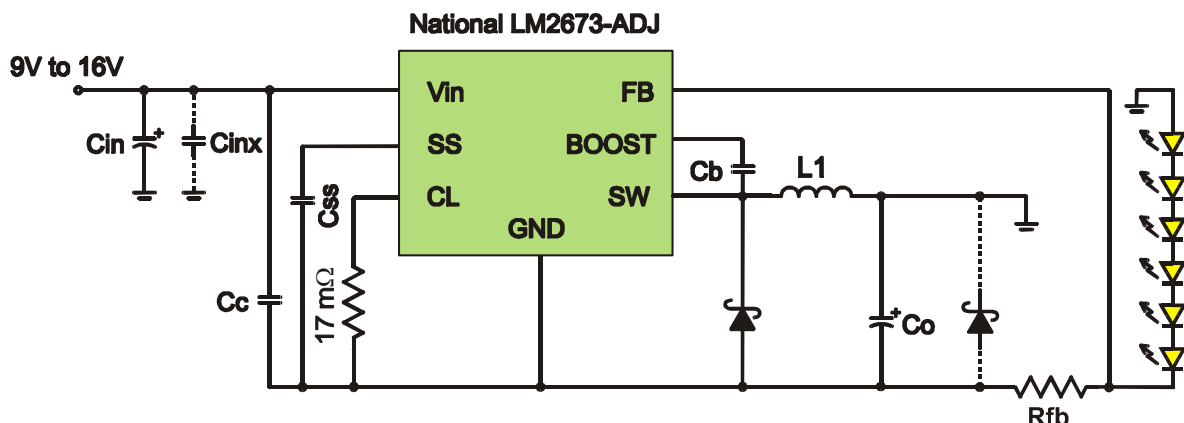 National LM2673-ADJ
9V to 16V
Vin
FB
Cin
Cinx
SS
BOOST
Cb
L1
Css
CL
SW
GND
Cc
17 mΩ
Co
Rfb